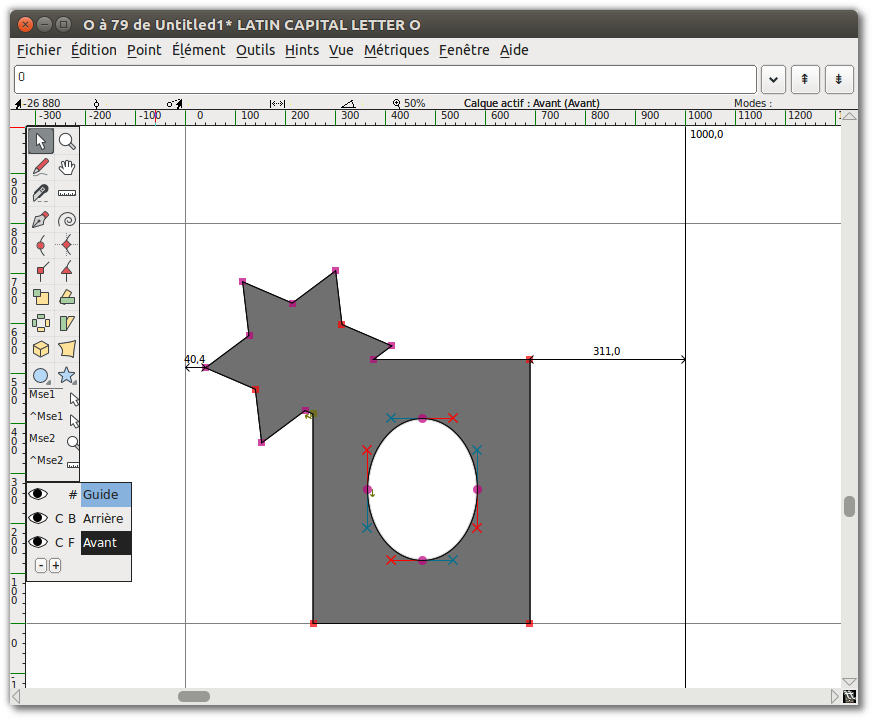 O à 79 de Untitled1* LATIN CAPITAL LETTER O
Fichier Édition Point Élément Outils Hints Vue Métriques Fenêtre Aide
O
-26 880 50% Calque actif : Avant (Avant) Modes :
-300 -200 -100 0 100 200 300 400 500 600 700 800 900 1000 1100 1200
1000,0
900
800
700
600
500
400
300
200
100
0
40,4
311,0
Mse1
^Mse1
Mse2
^Mse2
# Guide
C B Arrière
C F Avant
- +